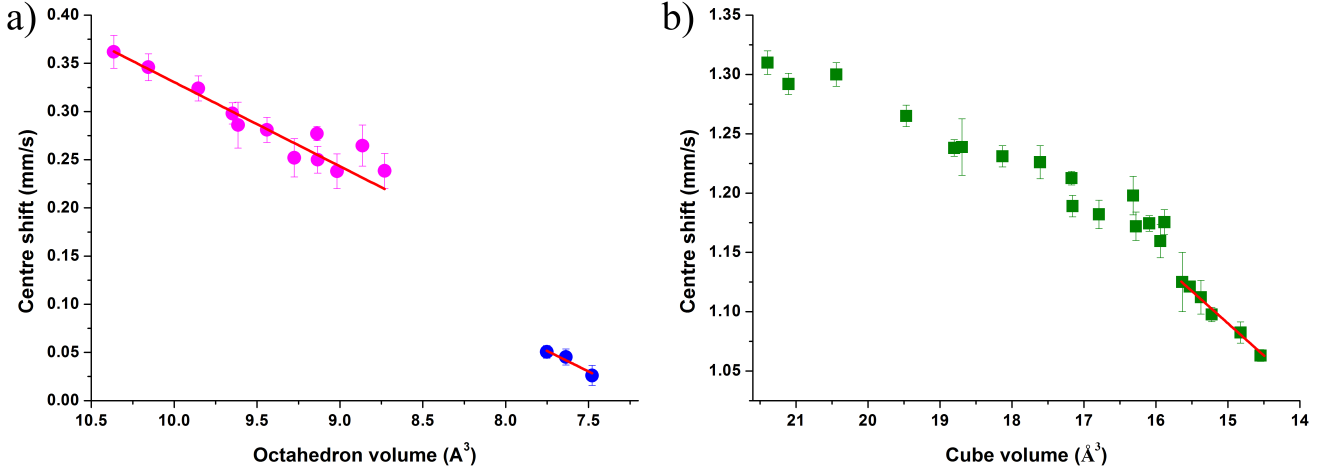 a)
0.40
0.35
0.30
0.25
0.20
0.15
0.10
0.05
0.00
Centre shift (mm/s)
10.5 10.0 9.5 9.0 8.5 8.0 7.5
Octahedron volume (A³)
b)
1.35
1.30
1.25
1.20
1.15
1.10
1.05
Centre shift (mm/s)
21 20 19 18 17 16 15 14
Cube volume (Å³)